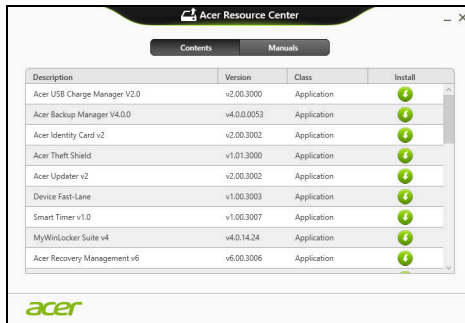 Acer Resource Center
Contents Manuals
Description Version Class Install
Acer USB Charge Manager V2.0 v2.00.3000 Application
Acer Backup Manager V4.0.0 v4.0.0.0053 Application
Acer Identity Card v2 v2.00.3002 Application
Acer Theft Shield v1.01.3000 Application
Acer Updater v2 v2.00.3002 Application
Device Fast-Lane v1.00.3003 Application
Smart Timer v1.0 v1.00.3007 Application
MyWinLocker Suite v4 v4.0.14.24 Application
Acer Recovery Management v6 v6.00.3006 Application
acer